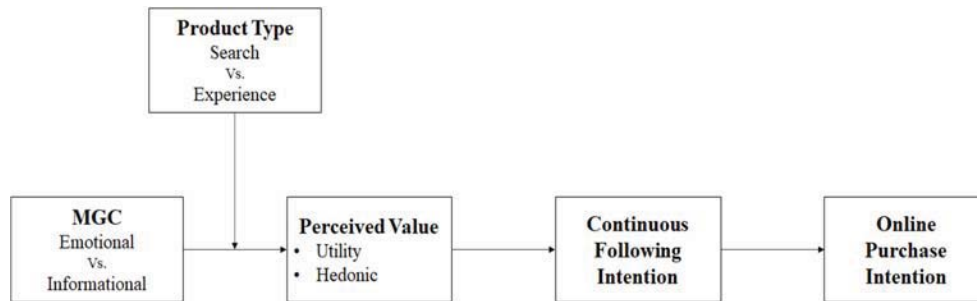 Product Type
Search
Vs.
Experience
MGC
Emotional
Vs.
Informational
Perceived Value
• Utility
• Hedonic
Continuous
Following
Intention
Online
Purchase
Intention